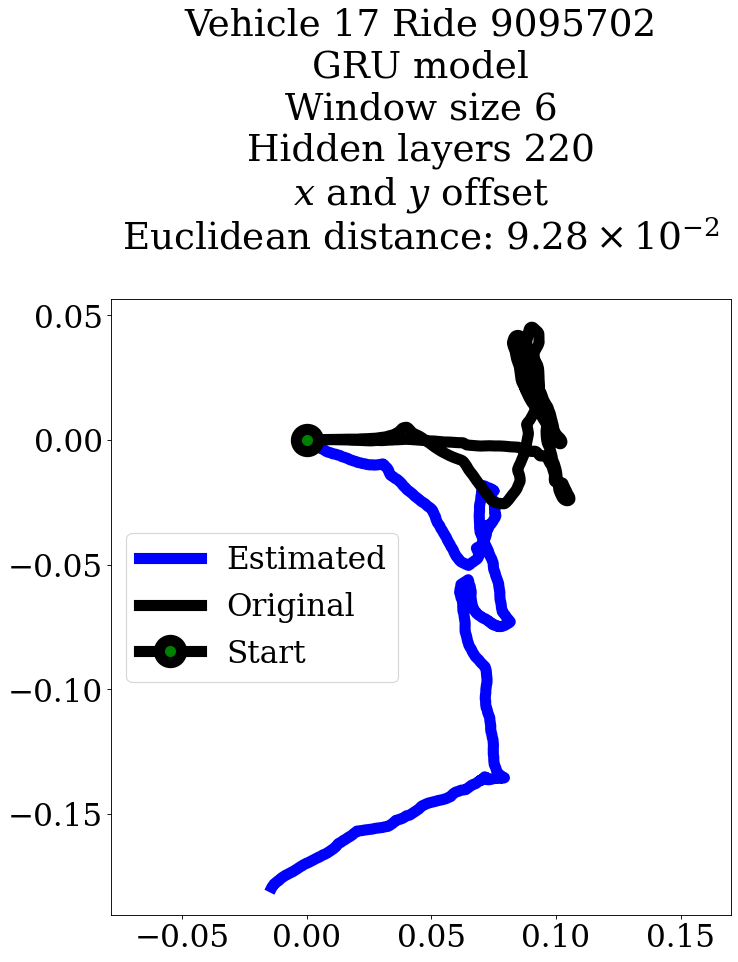 Vehicle 17 Ride 9095702
GRU model
Window size 6
Hidden layers 220
x and y offset
Euclidean distance: 9.28 × 10⁻²
0.05
0.00
−0.05
−0.10
−0.15
Estimated
Original
Start
−0.05 0.00 0.05 0.10 0.15